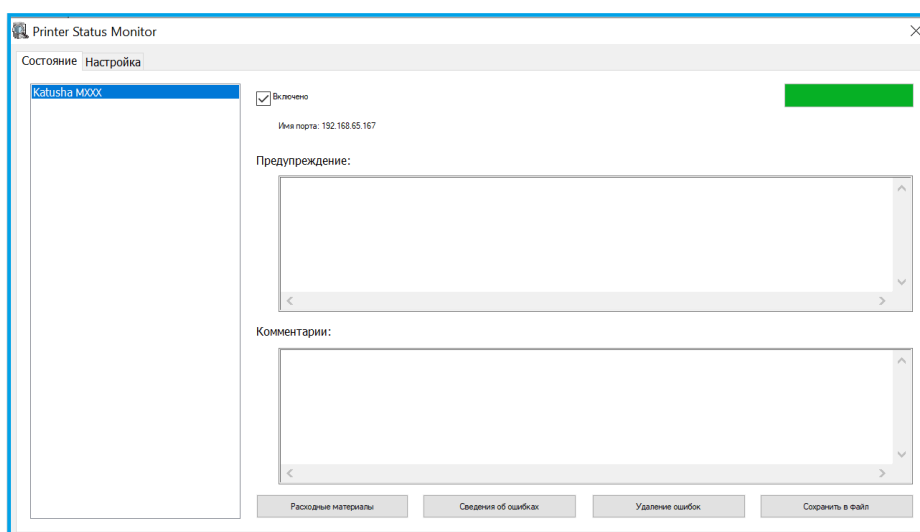 Printer Status Monitor
Состояние Настройка
Katusha MXXX
Включено
Имя порта: 192.168.65.167
Предупреждение:
Комментарии:
Расходные материалы Сведения об ошибках Удаление ошибок Сохранить в файл